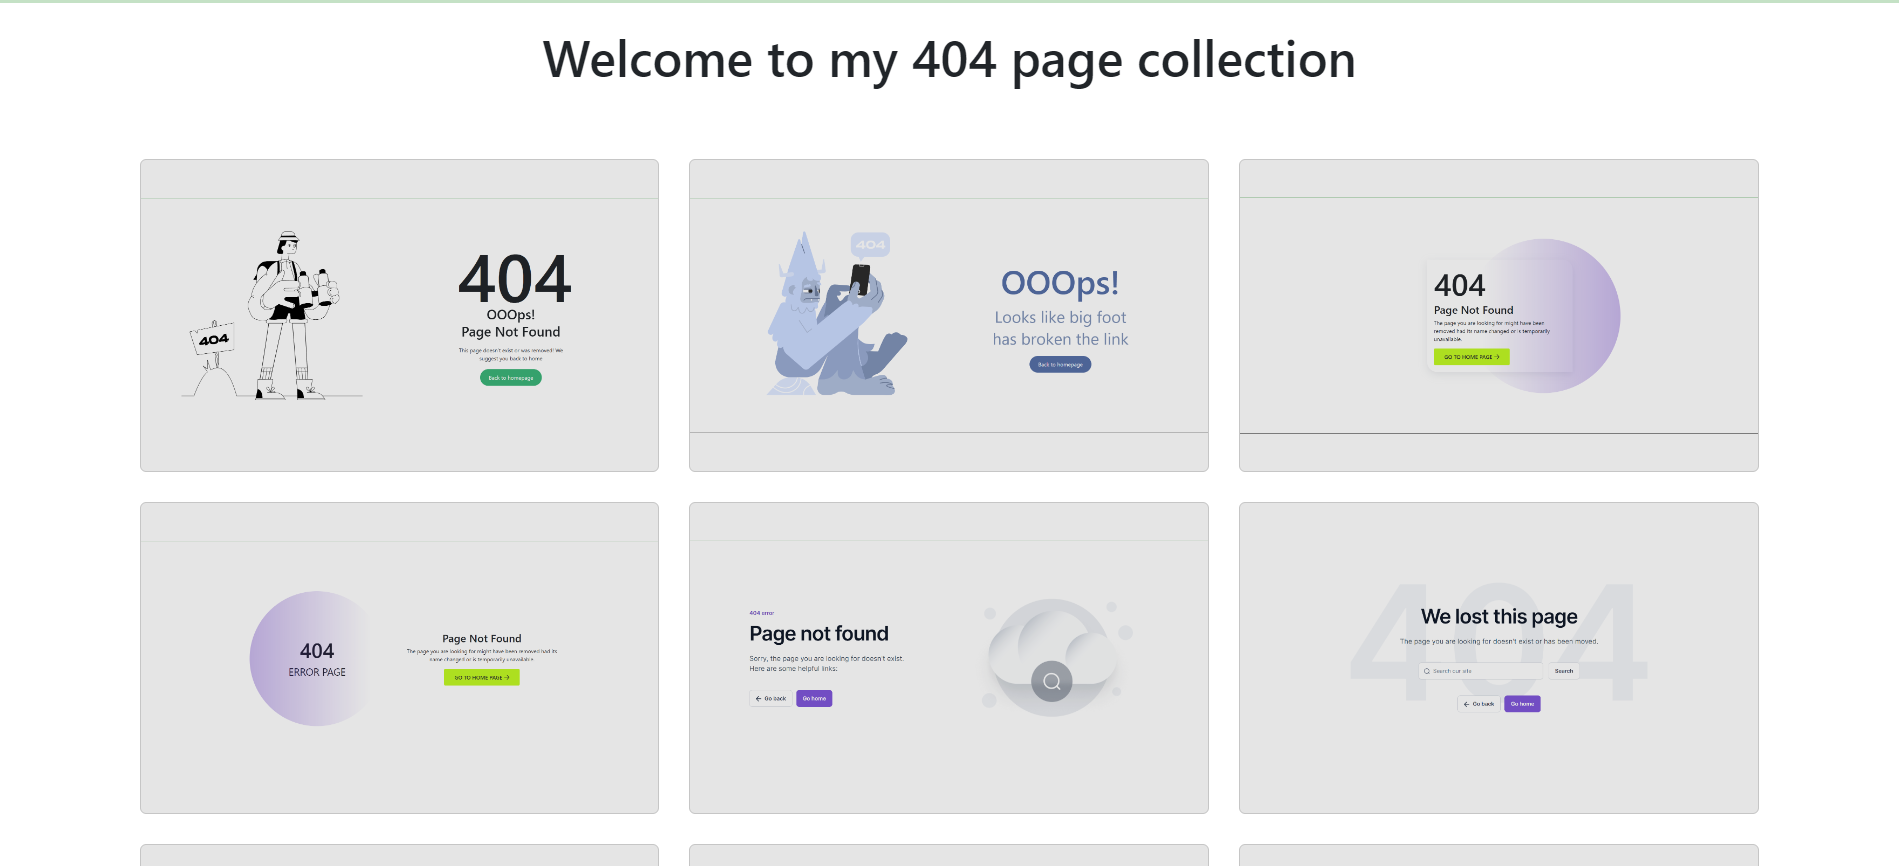 Welcome to my 404 page collection
404
404
OOOps!
Page Not Found
This page doesn't exist or was removed! We
suggest you back to home
Back to homepage
404
OOOps!
Looks like big foot
has broken the link
Back to homepage
404
Page Not Found
The page you are looking for might have been
removed had its same changed or is temporarily
unavailable.
GO TO HOME PAGE →
404
ERROR PAGE
Page Not Found
The page you are looking for might have been removed had its
same changed or is temporarily unavailable
GO TO HOME PAGE →
404 error
Page not found
Sorry, the page you are looking for doesn't exist.
Here are some helpful links:
← Go back
Go home
404
We lost this page
The page you are looking for doesn't exist or has been moved.
Search our site
Search
← Go back
Go home